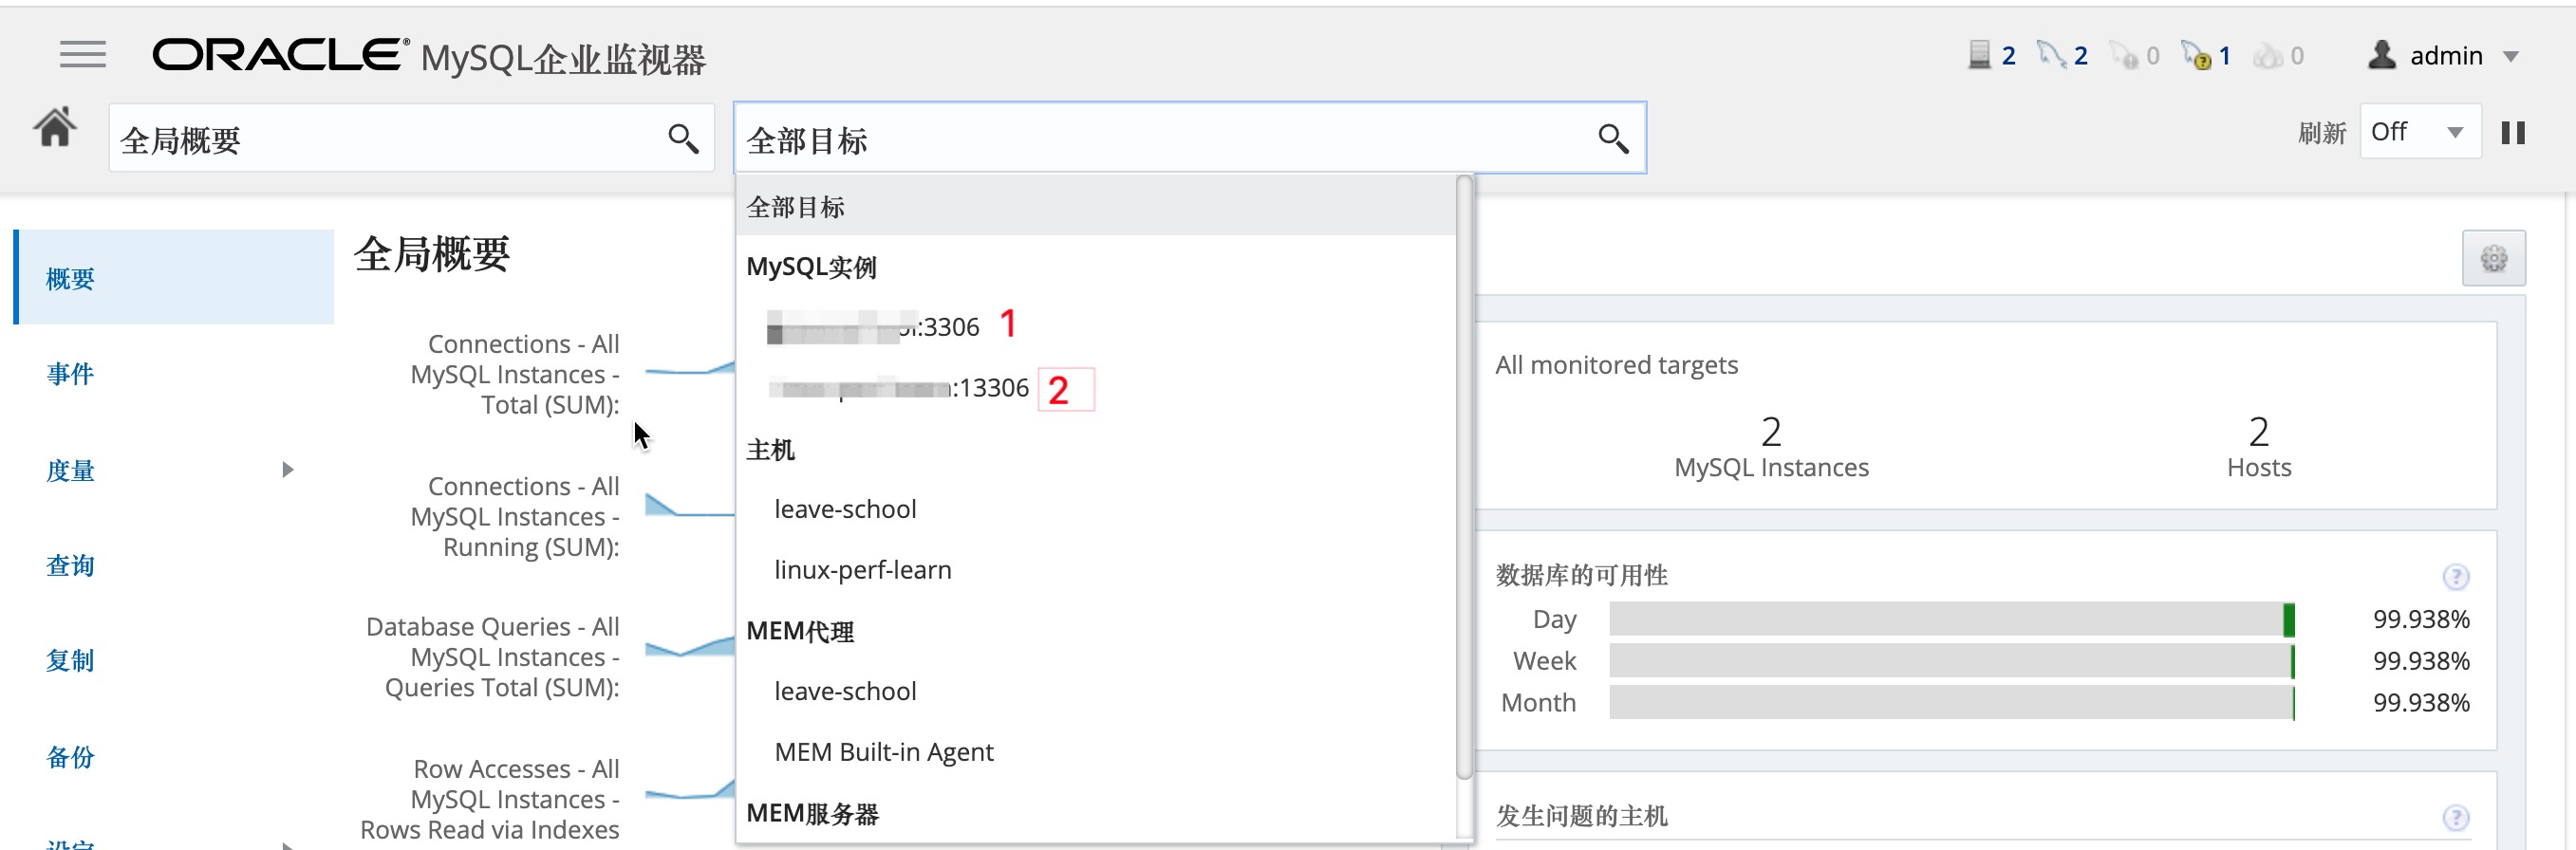 ORACLE® MySQL企业监视器
2 2 0 1 0 admin
全局概要
全部目标
刷新 Off
全部目标
MySQL实例
:3306 1
:13306 2
主机
leave-school
linux-perf-learn
MEM代理
leave-school
MEM Built-in Agent
MEM服务器
概要
事件
度量
查询
复制
备份
设定
全局概要
Connections - All
MySQL Instances -
Total (SUM):
Connections - All
MySQL Instances -
Running (SUM):
Database Queries - All
MySQL Instances -
Queries Total (SUM):
Row Accesses - All
MySQL Instances -
Rows Read via Indexes
All monitored targets
2 2
MySQL Instances Hosts
数据库的可用性
Day 99.938%
Week 99.938%
Month 99.938%
发生问题的主机